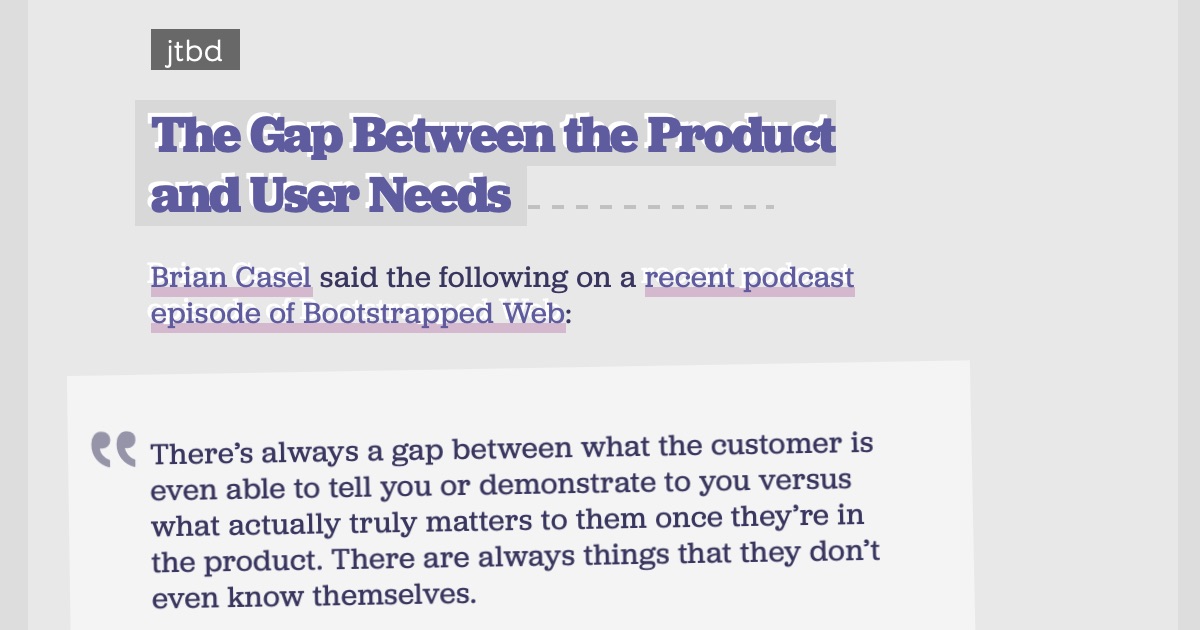 jtbd
The Gap Between the Product
and User Needs
Brian Casel said the following on a recent podcast
episode of Bootstrapped Web:
“There’s always a gap between what the customer is
even able to tell you or demonstrate to you versus
what actually truly matters to them once they’re in
the product. There are always things that they don’t
even know themselves.